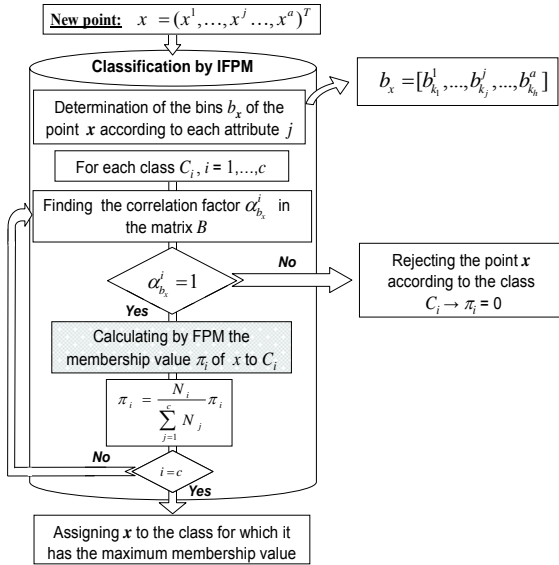 New point: x = (x^1,…,x^j…,x^a)^T
Classification by IFPM
Determination of the bins b_x of the
point x according to each attribute j
b_x = [b^1_{k_1},...,b^j_{k_j},...,b^a_{k_h}]
For each class C_i, i = 1,…,c
Finding the correlation factor α^i_{b_x} in
the matrix B
α^i_{b_x} = 1
No
Yes
Rejecting the point x
according to the class
C_i → π_i = 0
Calculating by FPM the
membership value π_i of x to C_i
π_i = N_i / ∑_{j=1}^{c} N_j π_i
No
i = c
Yes
Assigning x to the class for which it
has the maximum membership value